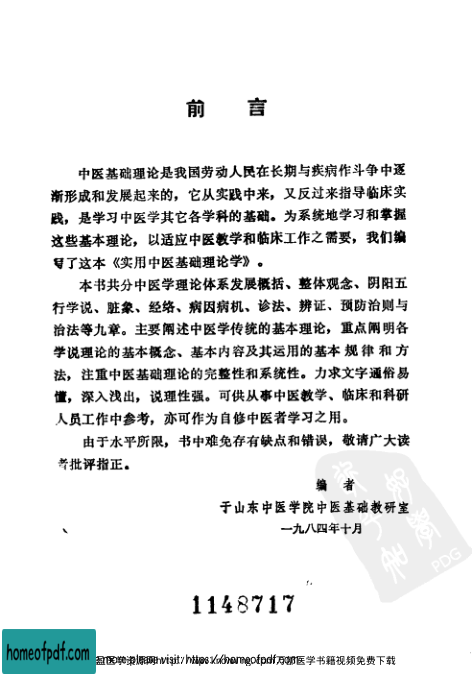 前 言
中医基础理论是我国劳动人民在长期与疾病作斗争中逐
渐形成和发展起来的，它从实践中来，又反过来指导临床实
践，是学习中医学其它各学科的基础。为系统地学习和掌握
这些基本理论，以适应中医教学和临床工作之需要，我们编
写了这本《实用中医基础理论学》。
本书共分中医学理论体系发展概括、整体观念、阴阳五
行学说、脏象、经络、病因病机、诊法、辨证、预防治则与
治法等九章。主要阐述中医学传统的基本理论，重点阐明各
学说理论的基本概念、基本内容及其运用的基本规律和方
法，注重中医基础理论的完整性和系统性。力求文字通俗易
懂，深入浅出，说理性强。可供从事中医教学、临床和科研
人员工作中参考，亦可作为自修中医者学习之用。
由于水平所限，书中难免存有缺点和错误，敬请广大读
者批评指正。
编 者
于山东中医学院中医基础教研室
一九八四年十月
PDG
1148717
homeofpdf.com
医学书籍视频免费下载